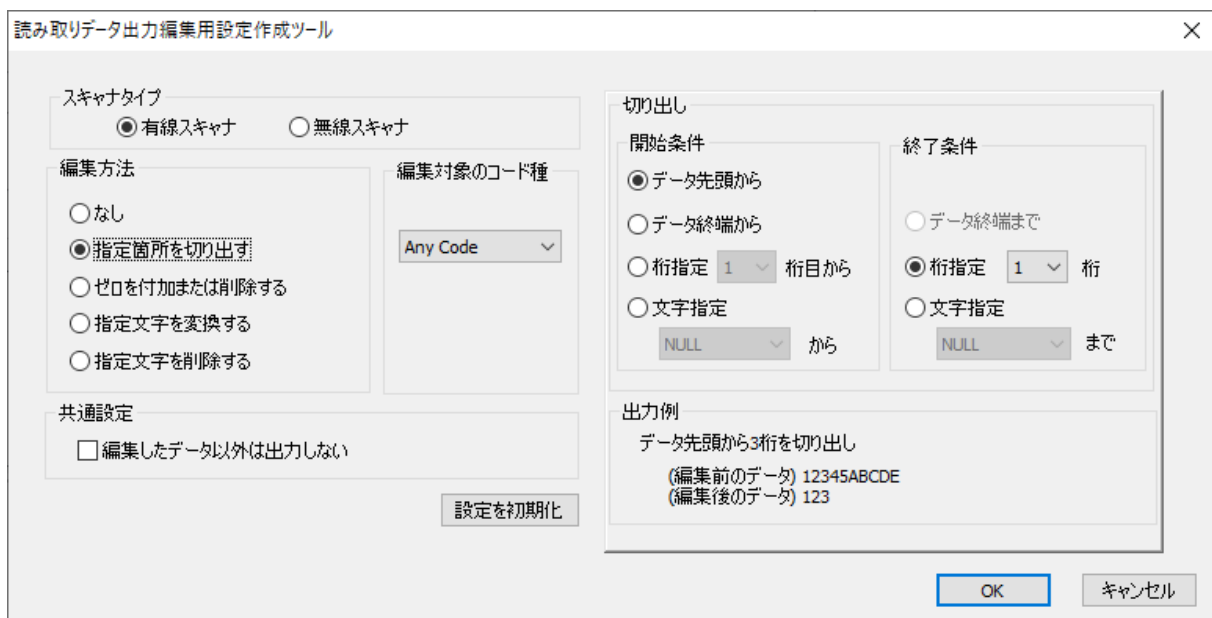 読み取りデータ出力編集用設定作成ツール
スキャナタイプ
有線スキャナ 無線スキャナ
編集方法
なし
指定箇所を切り出す
ゼロを付加または削除する
指定文字を変換する
指定文字を削除する
編集対象のコード種
Any Code
共通設定
編集したデータ以外は出力しない
設定を初期化
切り出し
開始条件
データ先頭から
データ終端から
桁指定 1 桁目から
文字指定
NULL から
終了条件
データ終端まで
桁指定 1 桁
文字指定
NULL まで
出力例
データ先頭から3桁を切り出し
(編集前のデータ) 12345ABCDE
(編集後のデータ) 123
OK キャンセル